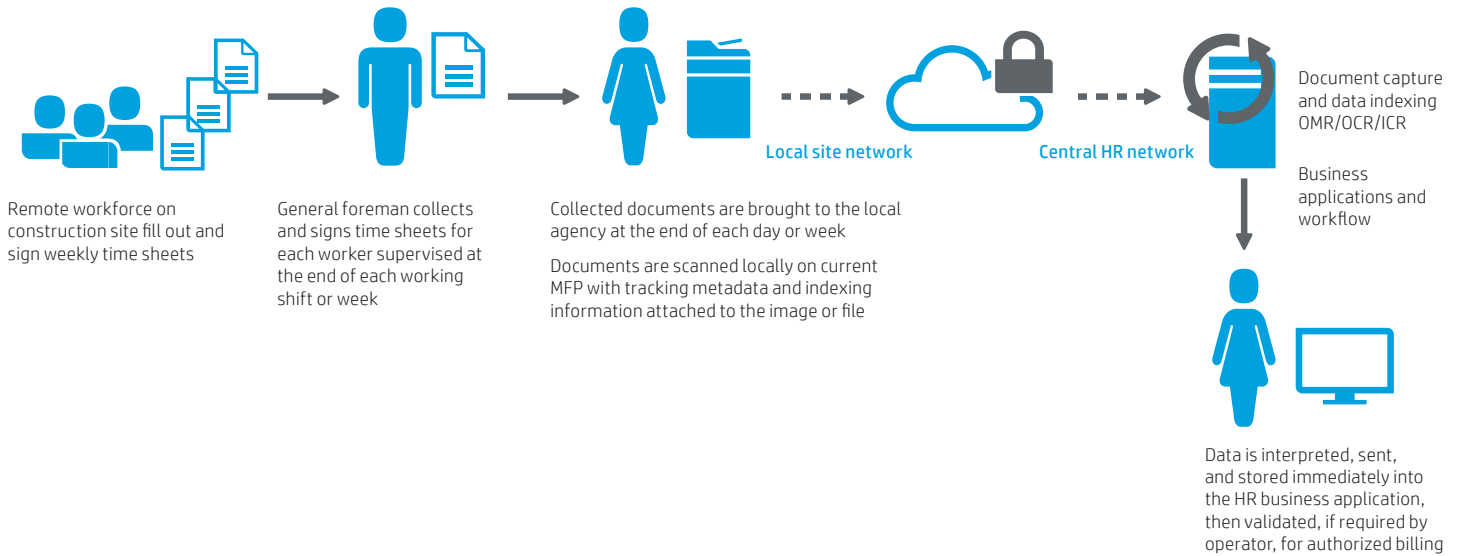 Local site network
Central HR network
Document capture
and data indexing
OMR/OCR/ICR
Business
applications and
workflow
Remote workforce on
construction site fill out and
sign weekly time sheets
General foreman collects
and signs time sheets for
each worker supervised at
the end of each working
shift or week
Collected documents are brought to the local
agency at the end of each day or week
Documents are scanned locally on current
MFP with tracking metadata and indexing
information attached to the image or file
Data is interpreted, sent,
and stored immediately into
the HR business application,
then validated, if required by
operator, for authorized billing